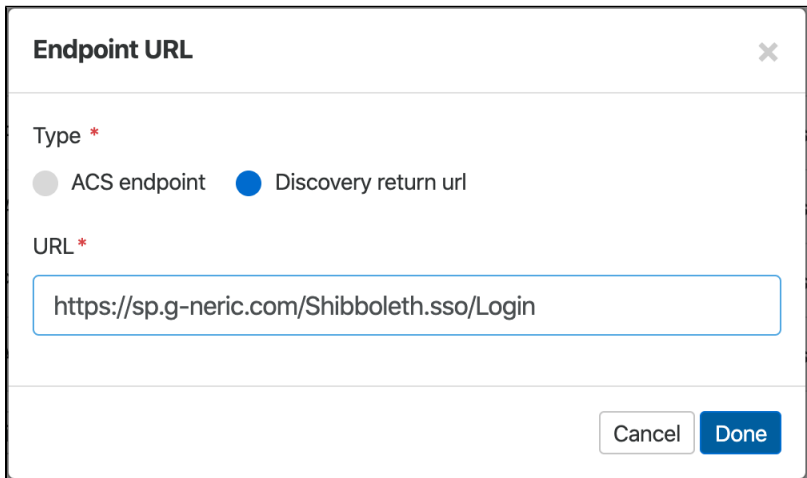 Endpoint URL
Type *
ACS endpoint Discovery return url
URL*
https://sp.g-neric.com/Shibboleth.sso/Login
Cancel Done